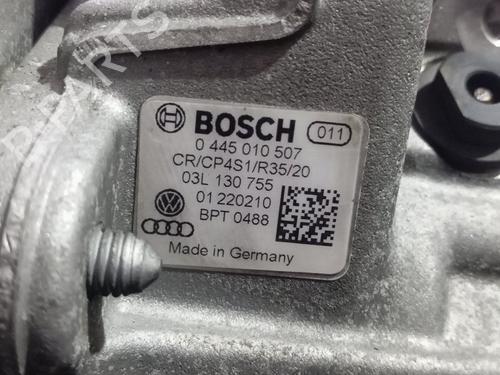 BOSCH
011
0 445 010 507
CR/CP4S1/R35/20
03L 130 755
01 220210
BPT 0488
Made in Germany